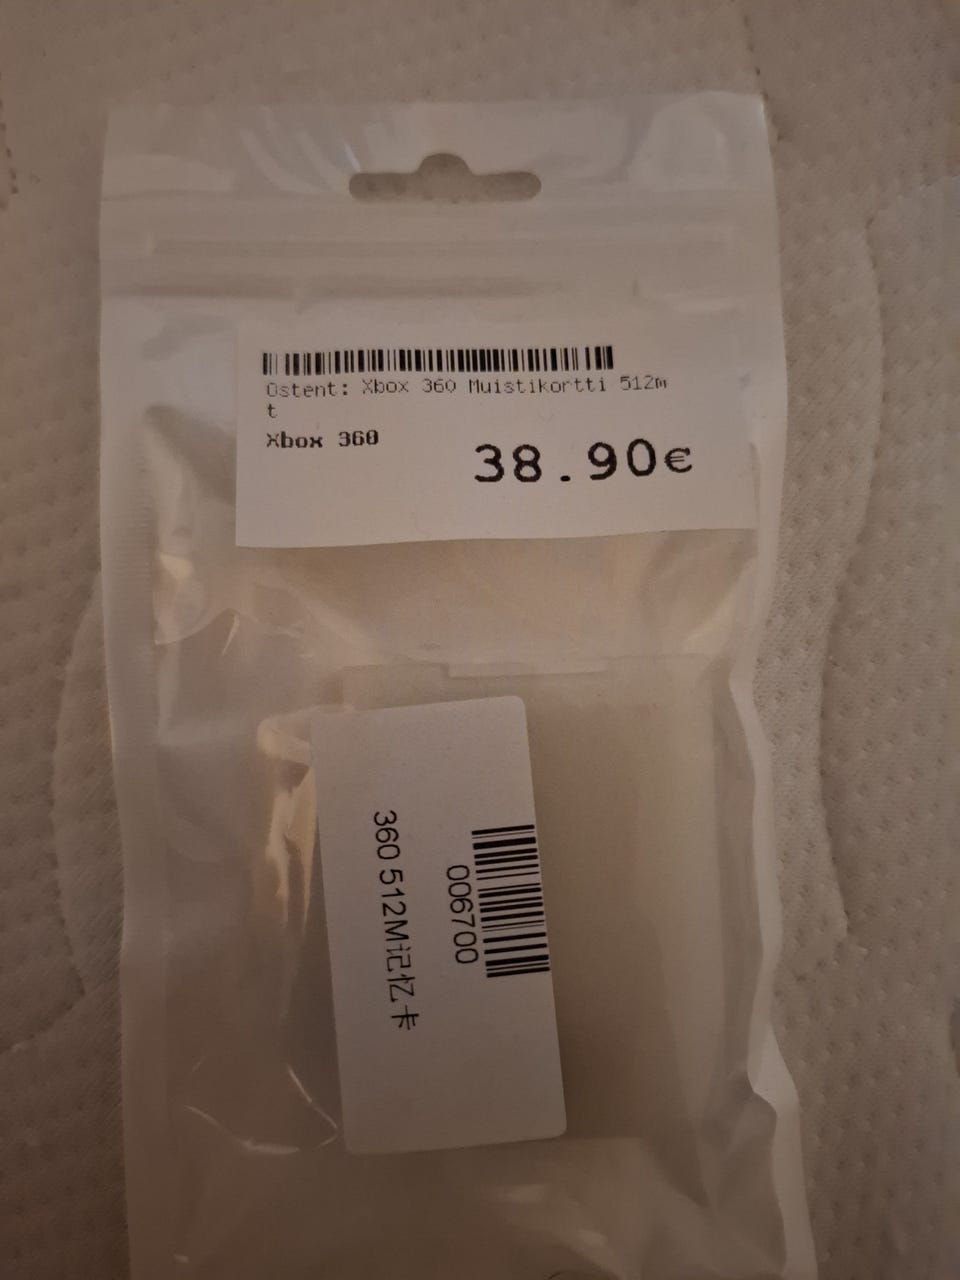 Ostent: Xbox 360 Muistikortti 512m
t
Xbox 360
38.90€
006700
360 512M记忆卡